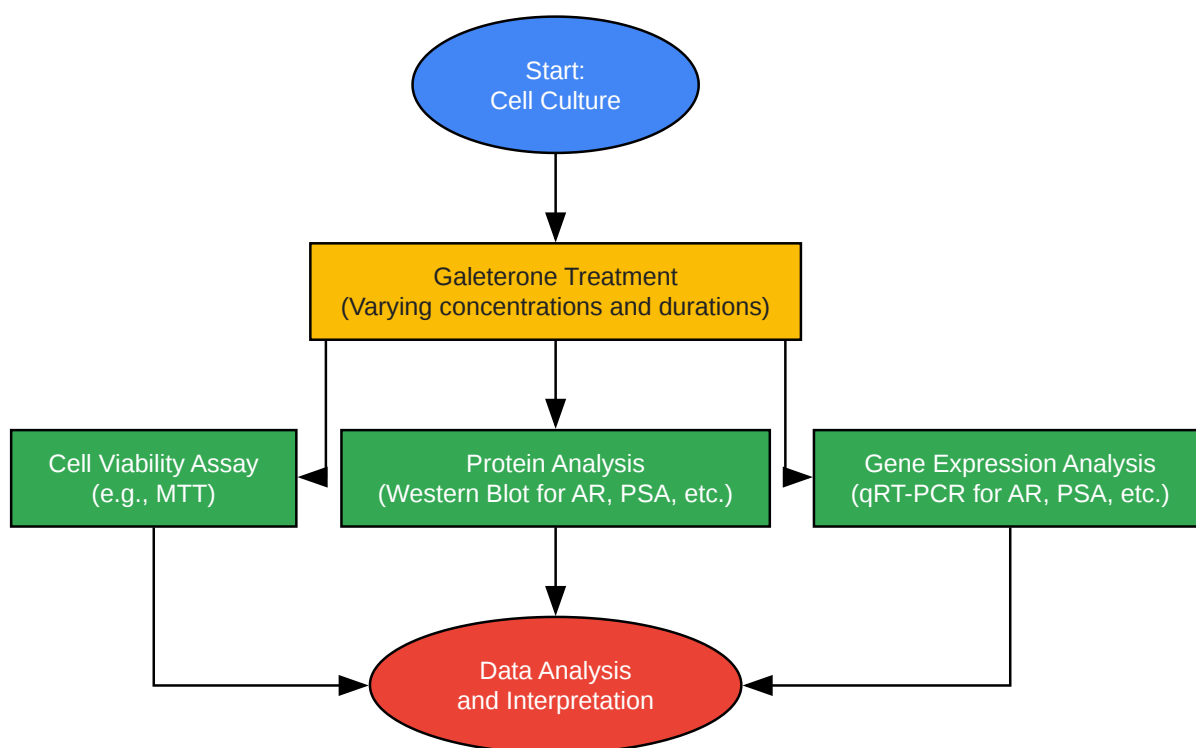 Start:
Cell Culture
Galeterone Treatment
(Varying concentrations and durations)
Cell Viability Assay
(e.g., MTT)
Protein Analysis
(Western Blot for AR, PSA, etc.)
Gene Expression Analysis
(qRT-PCR for AR, PSA, etc.)
Data Analysis
and Interpretation